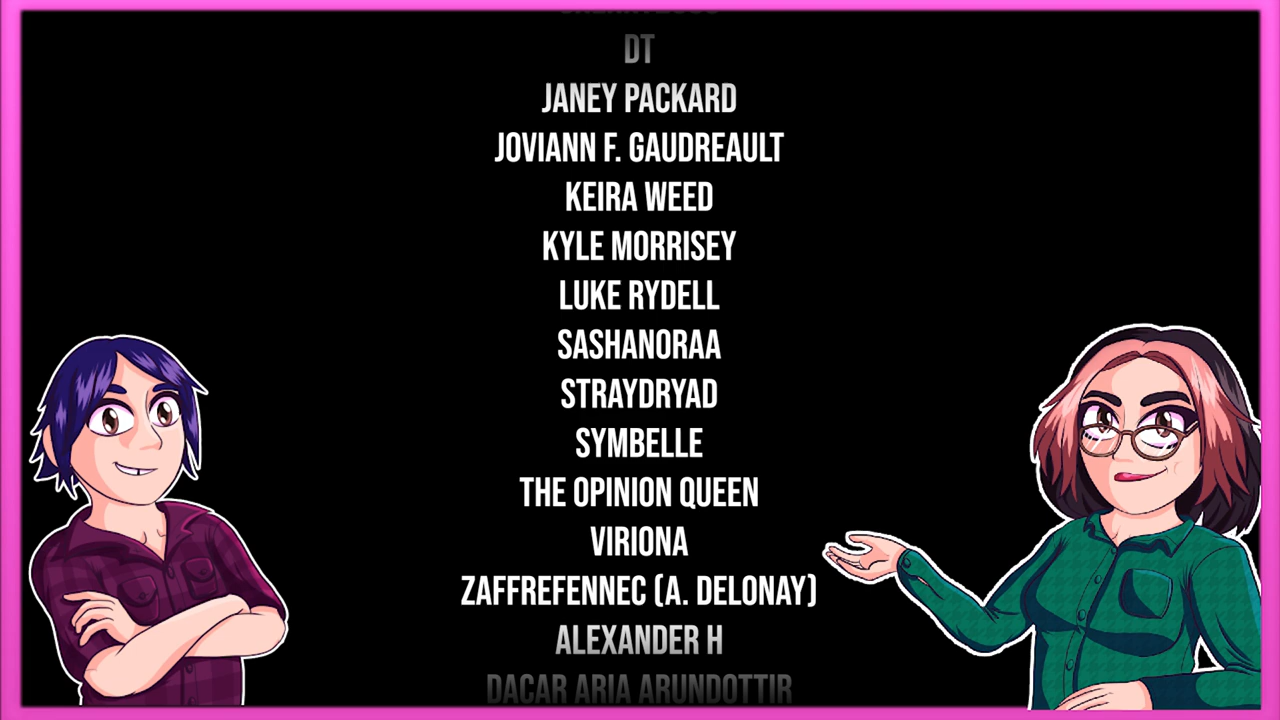 DT
JANEY PACKARD
JOVIANN F. GAUDREAULT
KEIRA WEED
KYLE MORRISEY
LUKE RYDELL
SASHANORAA
STRAYDRYAD
SYMBELLE
THE OPINION QUEEN
VIRIONA
ZAFFREFENNEC (A. DELONAY)
ALEXANDER H
DACAR ARIA ARUNDOTTIR